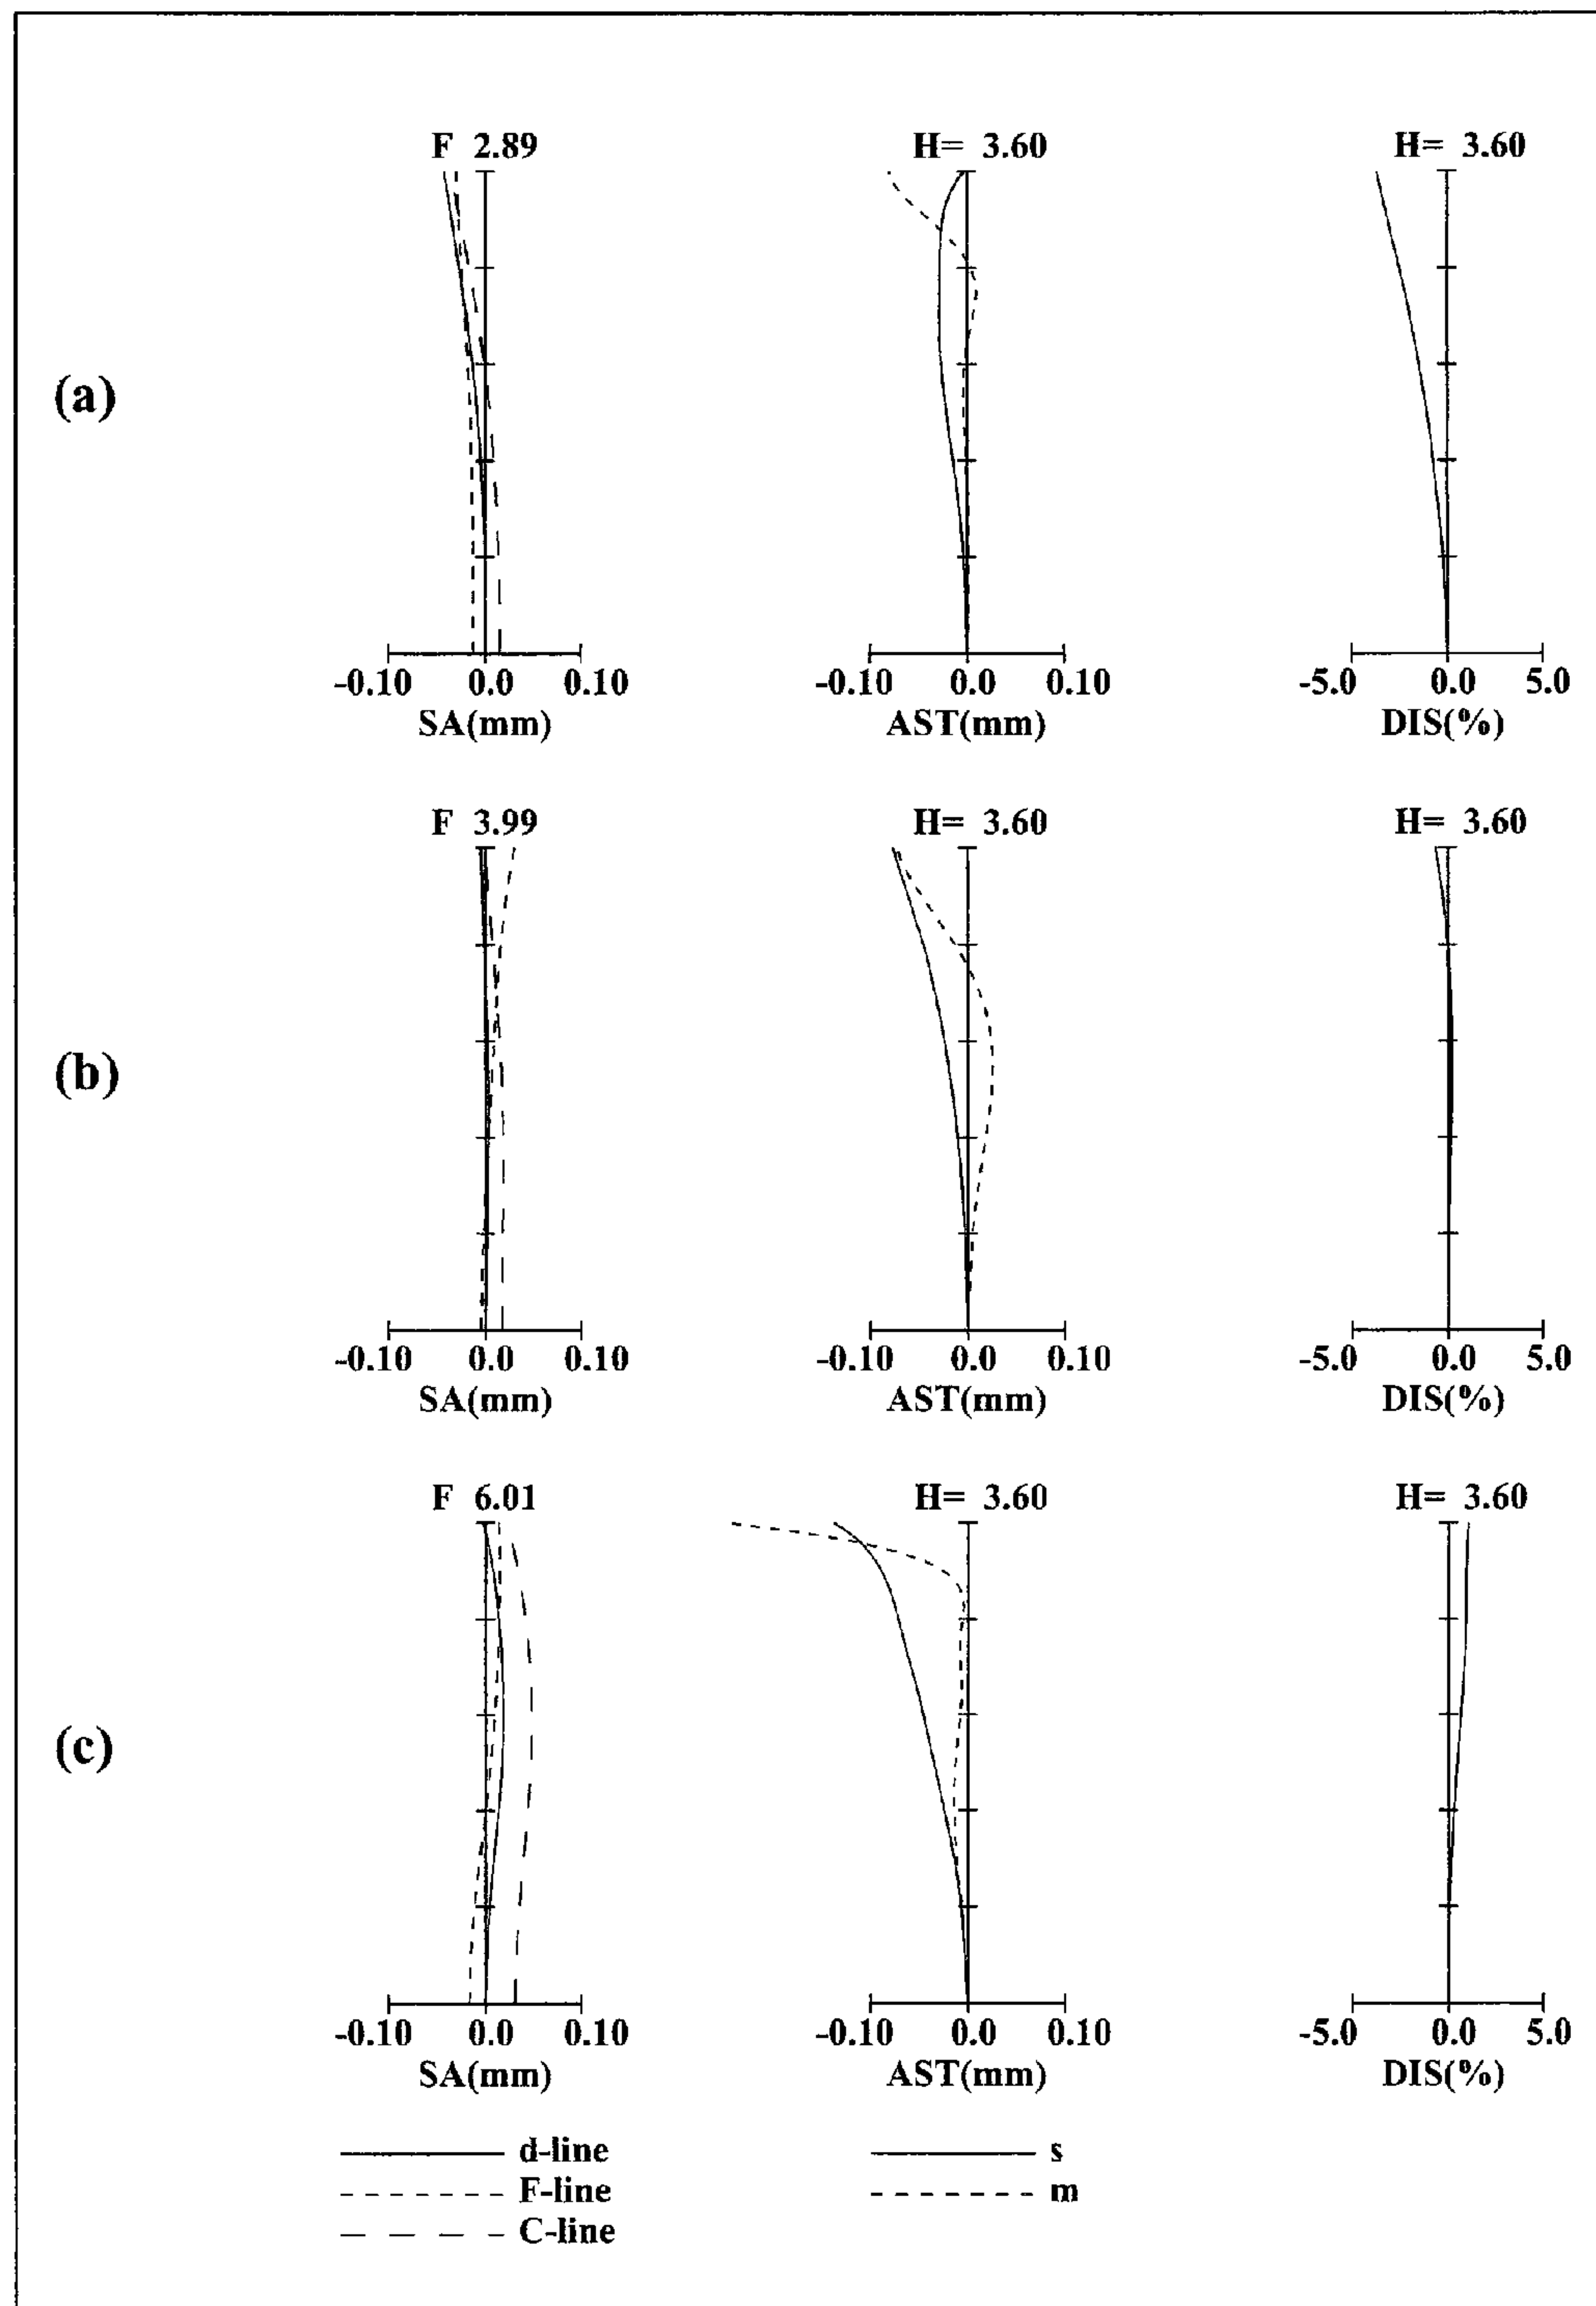 F 2.89 H= 3.60 H= 3.60
(a)
-0.10 0.0 0.10 -0.10 0.0 0.10 -5.0 0.0 5.0
SA(mm) AST(mm) DIS(%)
F 3.99 H= 3.60 H= 3.60
(b)
-0.10 0.0 0.10 -0.10 0.0 0.10 -5.0 0.0 5.0
SA(mm) AST(mm) DIS(%)
F 6.01 H= 3.60 H= 3.60
(c)
-0.10 0.0 0.10 -0.10 0.0 0.10 -5.0 0.0 5.0
SA(mm) AST(mm) DIS(%)
d-line s
F-line m
C-line